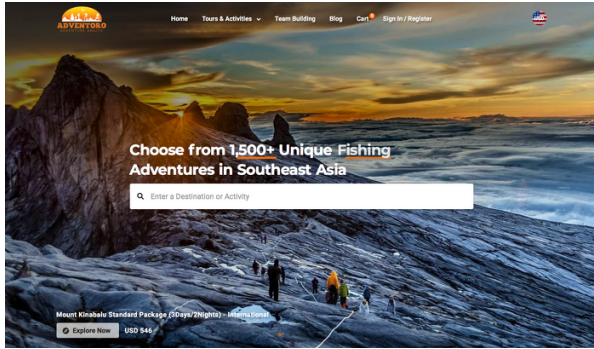 Home Tours & Activities Team Building Blog Cart Sign In / Register
ADVENTORO
Choose from 1,500+ Unique Fishing
Adventures in Southeast Asia
Enter a Destination or Activity
Mount Kinabalu Standard Package (3Days/2Nights) - International
Explore Now USD 546